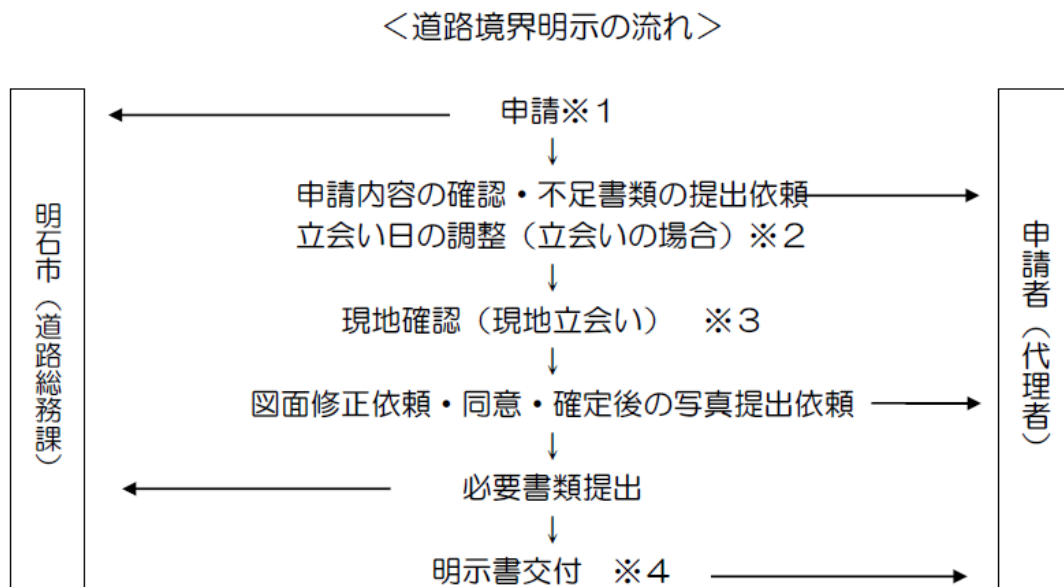 ＜道路境界明示の流れ＞
申請※１
↓
申請内容の確認・不足書類の提出依頼
立会い日の調整（立会いの場合）※２
↓
現地確認（現地立会い）　※３
↓
図面修正依頼・同意・確定後の写真提出依頼
↓
必要書類提出
↓
明示書交付　※４
明石市（道路総務課）
申請者（代理者）